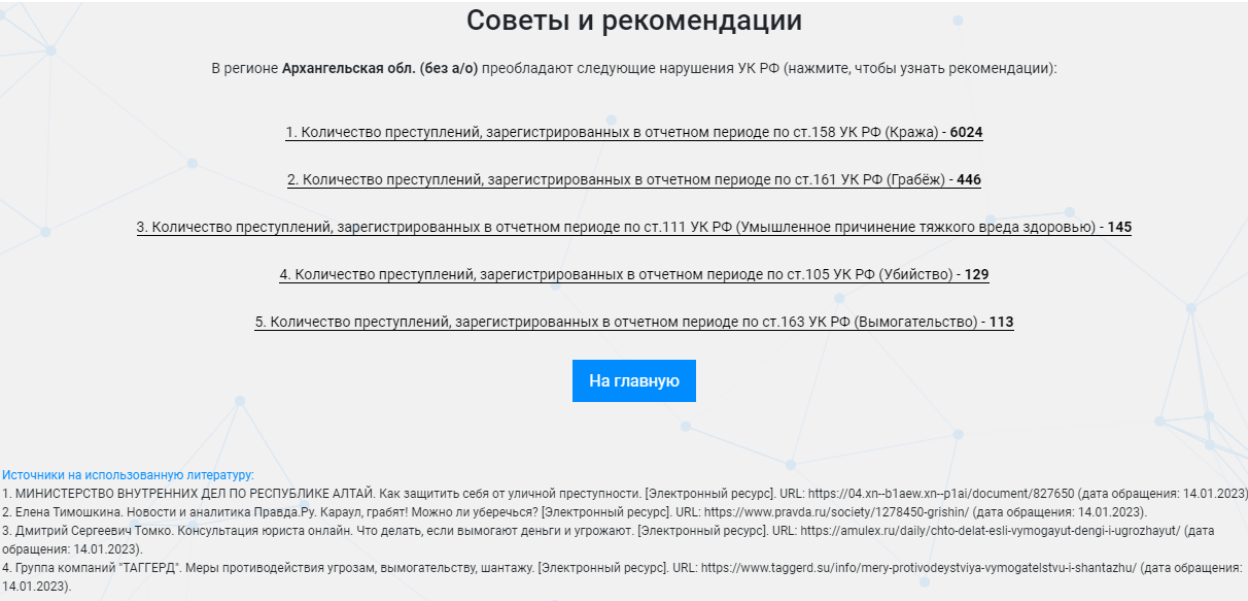 Советы и рекомендации
В регионе Архангельская обл. (без а/о) преобладают следующие нарушения УК РФ (нажмите, чтобы узнать рекомендации):
1. Количество преступлений, зарегистрированных в отчетном периоде по ст.158 УК РФ (Кража) - 6024
2. Количество преступлений, зарегистрированных в отчетном периоде по ст.161 УК РФ (Грабёж) - 446
3. Количество преступлений, зарегистрированных в отчетном периоде по ст.111 УК РФ (Умышленное причинение тяжкого вреда здоровью) - 145
4. Количество преступлений, зарегистрированных в отчетном периоде по ст.105 УК РФ (Убийство) - 129
5. Количество преступлений, зарегистрированных в отчетном периоде по ст.163 УК РФ (Вымогательство) - 113
На главную
Источники на использованную литературу:
1. МИНИСТЕРСТВО ВНУТРЕННИХ ДЕЛ ПО РЕСПУБЛИКЕ АЛТАЙ. Как защитить себя от уличной преступности. [Электронный ресурс]. URL: https://04.xn--b1aew.xn--p1ai/document/827650 (дата обращения: 14.01.2023)
2. Елена Тимошкина. Новости и аналитика Правда.Ру. Караул, грабят! Можно ли уберечься? [Электронный ресурс]. URL: https://www.pravda.ru/society/1278450-grishin/ (дата обращения: 14.01.2023).
3. Дмитрий Сергеевич Томко. Консультация юриста онлайн. Что делать, если вымогают деньги и угрожают. [Электронный ресурс]. URL: https://amulex.ru/daily/chto-delat-esli-vymogayut-dengi-i-ugrozhayut/ (дата
обращения: 14.01.2023).
4. Группа компаний "ТАГГЕРД". Меры противодействия угрозам, вымогательству, шантажу. [Электронный ресурс]. URL: https://www.taggerd.su/info/mery-protivodeystviya-vymogatelstvu-i-shantazhu/ (дата обращения:
14.01.2023).